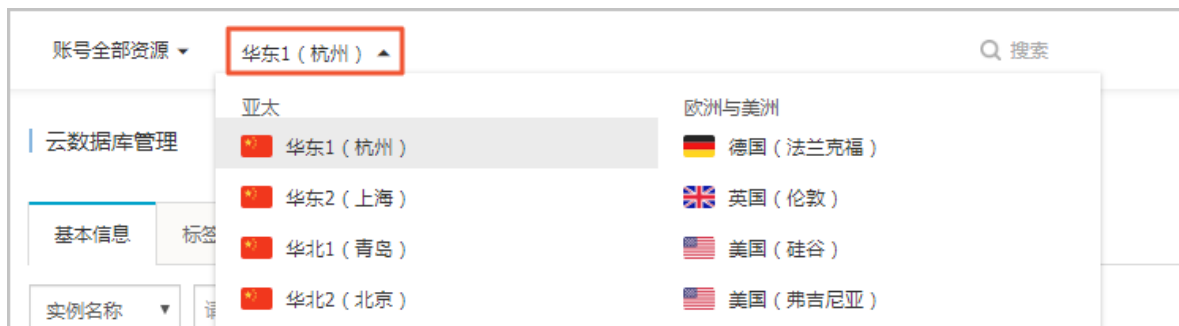 账号全部资源
华东1（杭州）
搜索
亚太
欧洲与美洲
云数据库管理
华东1（杭州）
德国（法兰克福）
华东2（上海）
英国（伦敦）
基本信息
标签
华北1（青岛）
美国（硅谷）
实例名称
华北2（北京）
美国（弗吉尼亚）